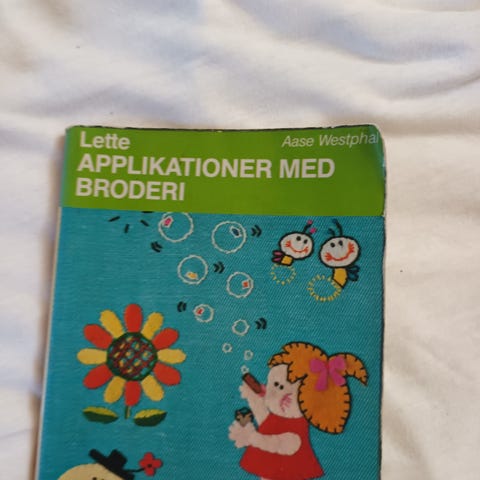 Lette
Aase Westphal
APPLIKATIONER MED
BRODERI